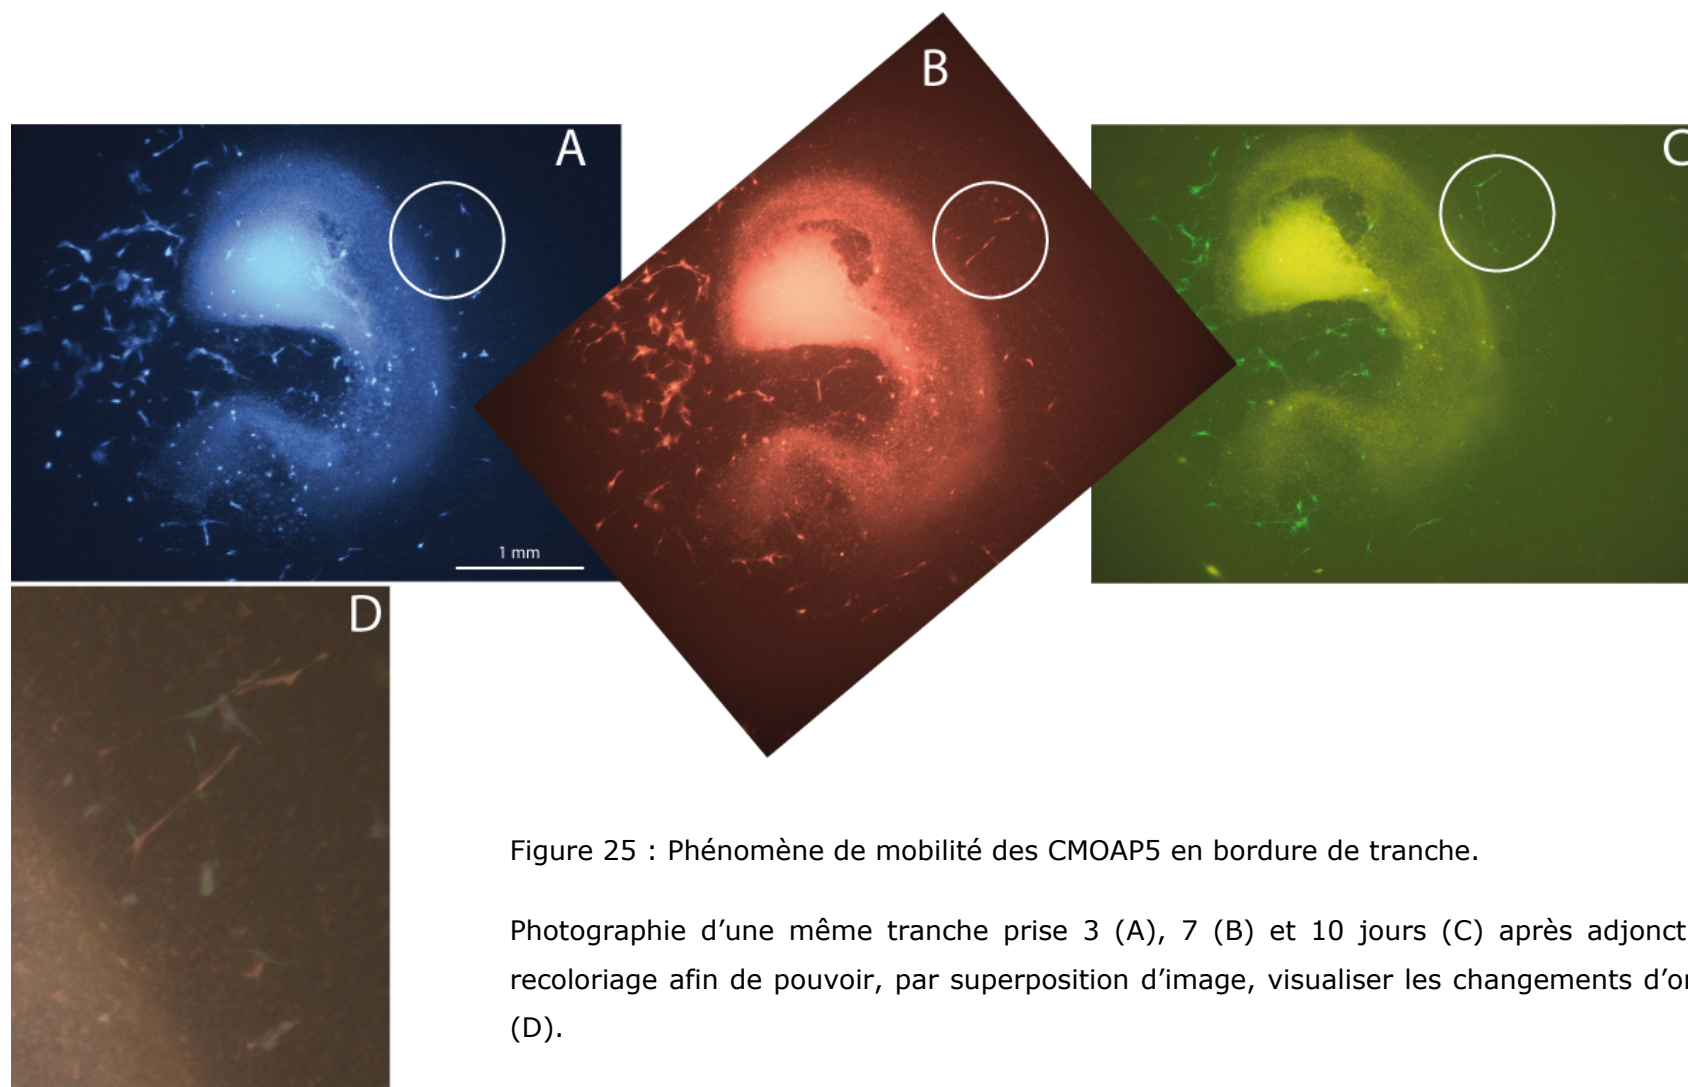 A
B
C
1 mm
D
Figure 25 : Phénomène de mobilité des CMOAP5 en bordure de tranche.
Photographie d’une même tranche prise 3 (A), 7 (B) et 10 jours (C) après
recoloriage afin de pouvoir, par superposition d’image, visualiser les changements
(D).